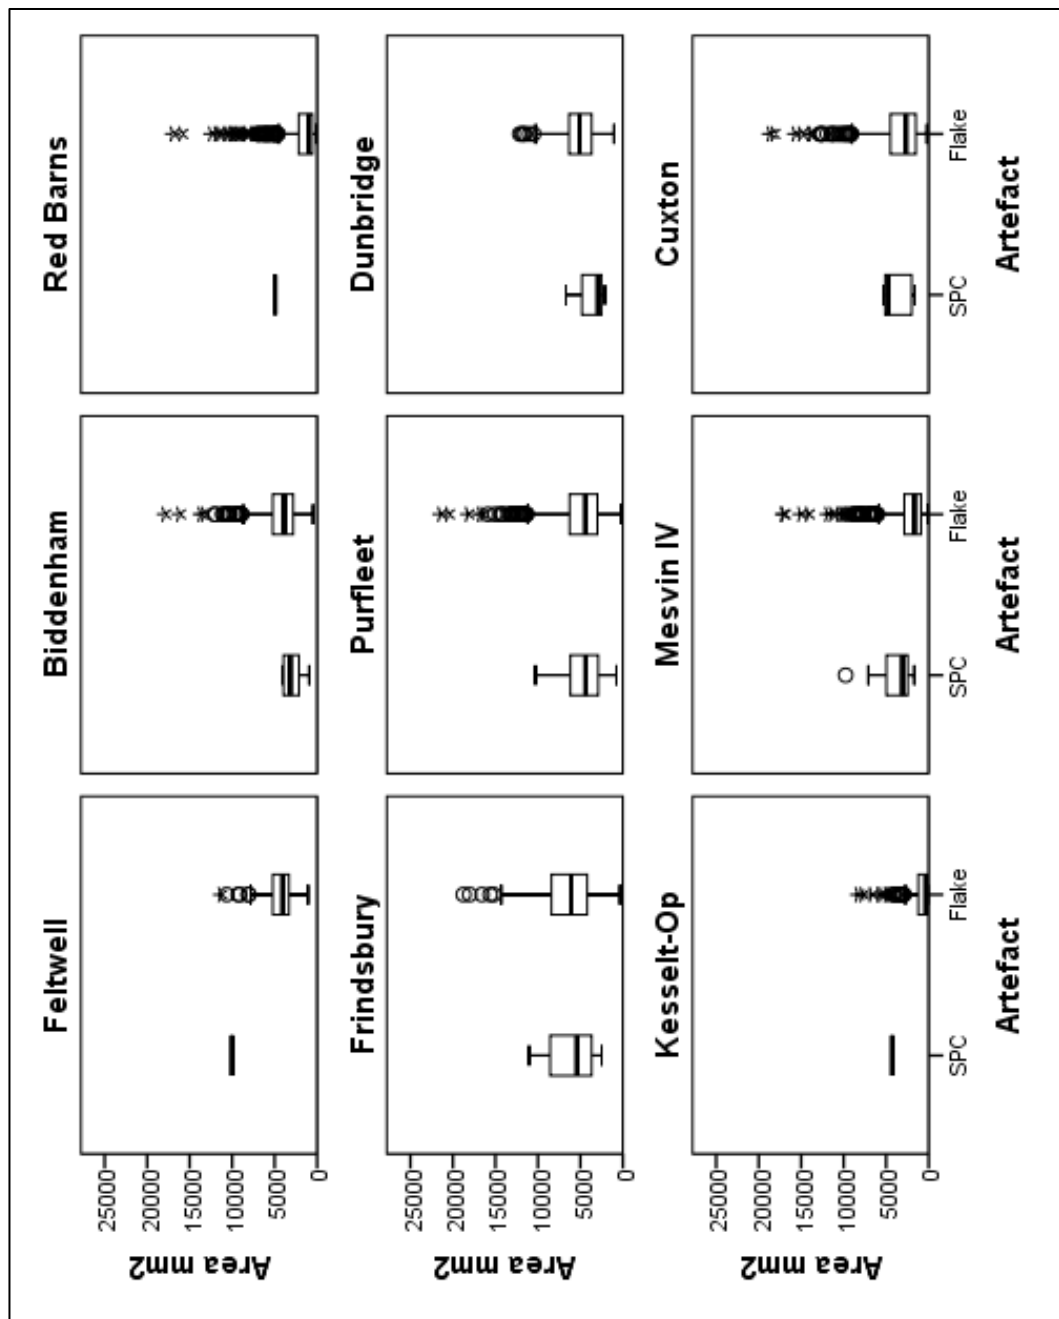 Feltwell
Biddenham
Red Barns
Area mm2
25000
20000
15000
10000
5000
0
Frindsbury
Purfleet
Dunbridge
Area mm2
25000
20000
15000
10000
5000
0
Kesselt-Op
Mesvin IV
Cuxton
Area mm2
25000
20000
15000
10000
5000
0
SPC
Flake
SPC
Flake
SPC
Flake
Artefact
Artefact
Artefact